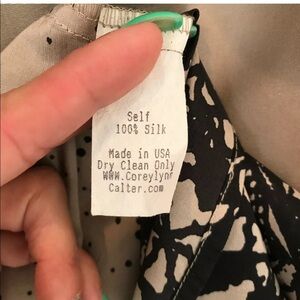 Self
100% Silk
Made in USA
Dry Clean Only
WWW.Coreylynn
Calter.com